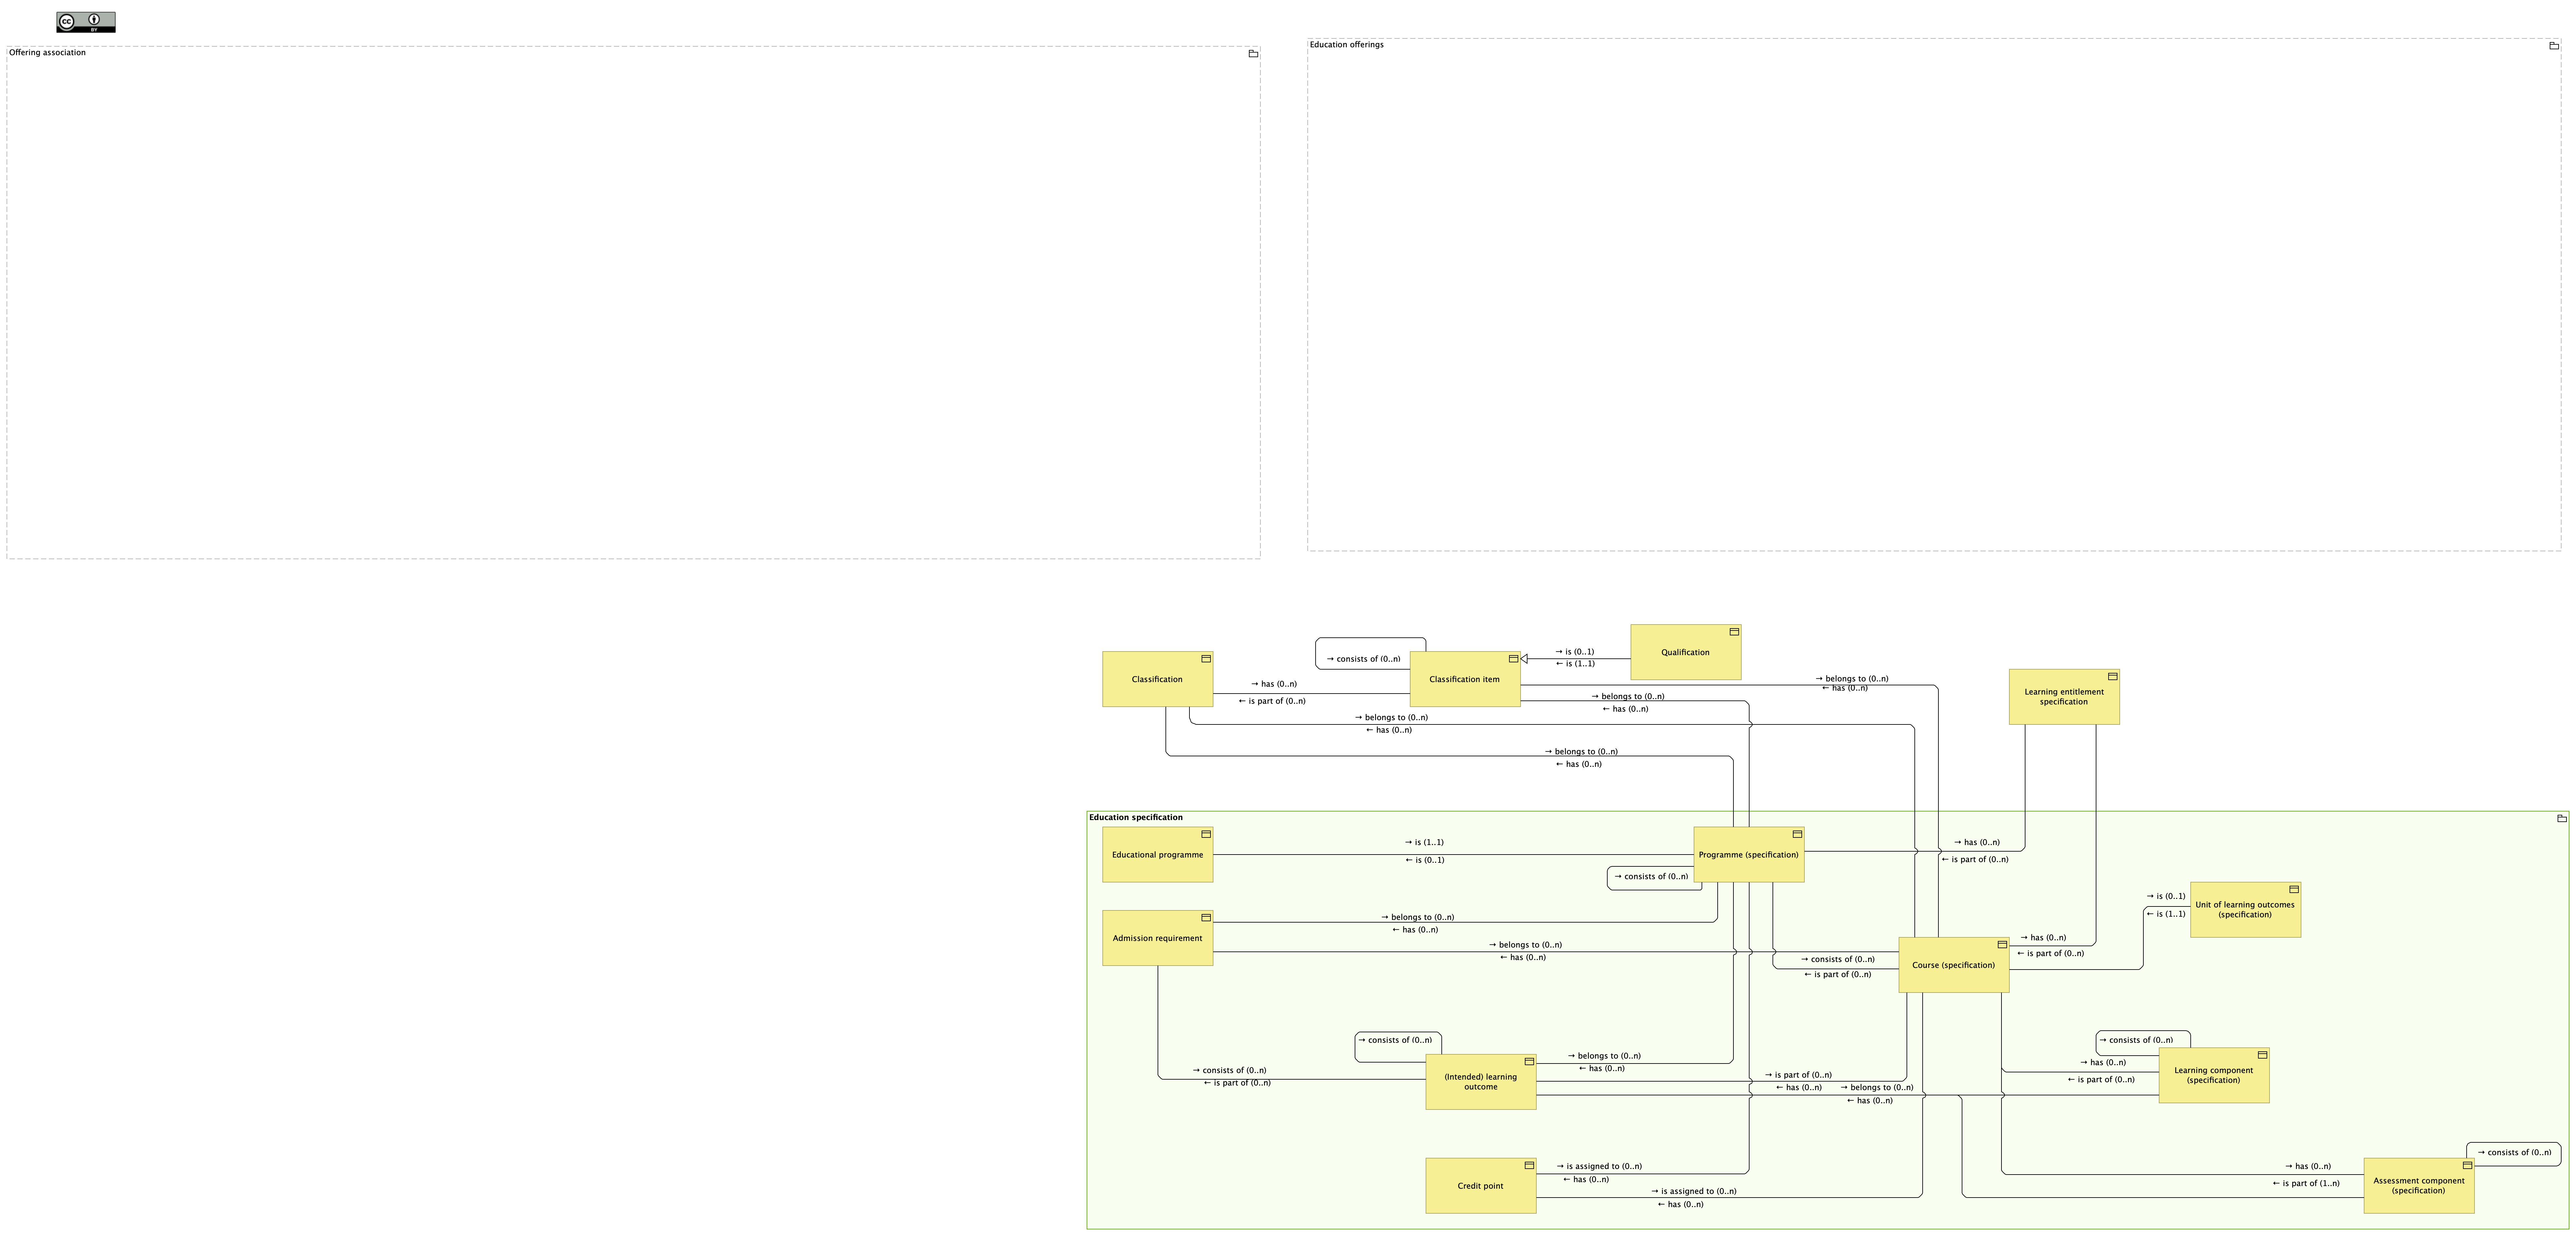 cc BY
Offering association
Education offerings
Qualification
→ is (0..1)
← is (1..1)
Classification
→ consists of (0..n)
Classification item
→ has (0..n)
← is part of (0..n)
→ belongs to (0..n)
← has (0..n)
→ belongs to (0..n)
← has (0..n)
Learning entitlement
specification
→ belongs to (0..n)
← has (0..n)
→ belongs to (0..n)
← has (0..n)
Education specification
Educational programme
→ is (1..1)
← is (0..1)
Programme (specification)
→ has (0..n)
← is part of (0..n)
→ consists of (0..n)
→ is (0..1)
← is (1..1)
Unit of learning outcomes
(specification)
Admission requirement
→ belongs to (0..n)
← has (0..n)
→ belongs to (0..n)
← has (0..n)
→ has (0..n)
← is part of (0..n)
→ consists of (0..n)
← is part of (0..n)
Course (specification)
→ consists of (0..n)
→ consists of (0..n)
→ belongs to (0..n)
← has (0..n)
→ has (0..n)
← is part of (0..n)
Learning component
(specification)
→ consists of (0..n)
← is part of (0..n)
(Intended) learning
outcome
→ is part of (0..n)
← has (0..n)
→ belongs to (0..n)
← has (0..n)
→ consists of (0..n)
Credit point
→ is assigned to (0..n)
← has (0..n)
→ is assigned to (0..n)
← has (0..n)
→ has (0..n)
← is part of (1..n)
Assessment component
(specification)